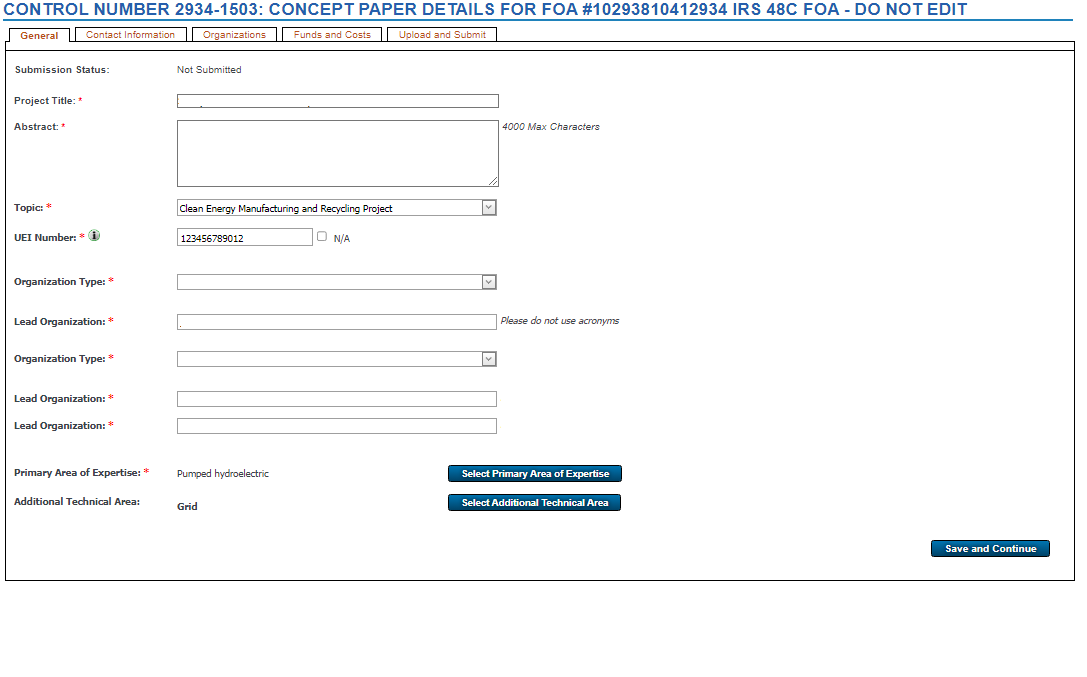 CONTROL NUMBER 2934-1503: CONCEPT PAPER DETAILS FOR FOA #10293810412934 IRS 48C FOA - DO NOT EDIT
General Contact Information Organizations Funds and Costs Upload and Submit
Submission Status: Not Submitted
Project Title: *
Abstract: * 4000 Max Characters
Topic: * Clean Energy Manufacturing and Recycling Project
UEI Number: * 123456789012 N/A
Organization Type: *
Lead Organization: * Please do not use acronyms
Organization Type: *
Lead Organization: *
Lead Organization: *
Primary Area of Expertise: * Pumped hydroelectric Select Primary Area of Expertise
Additional Technical Area: Grid Select Additional Technical Area
Save and Continue